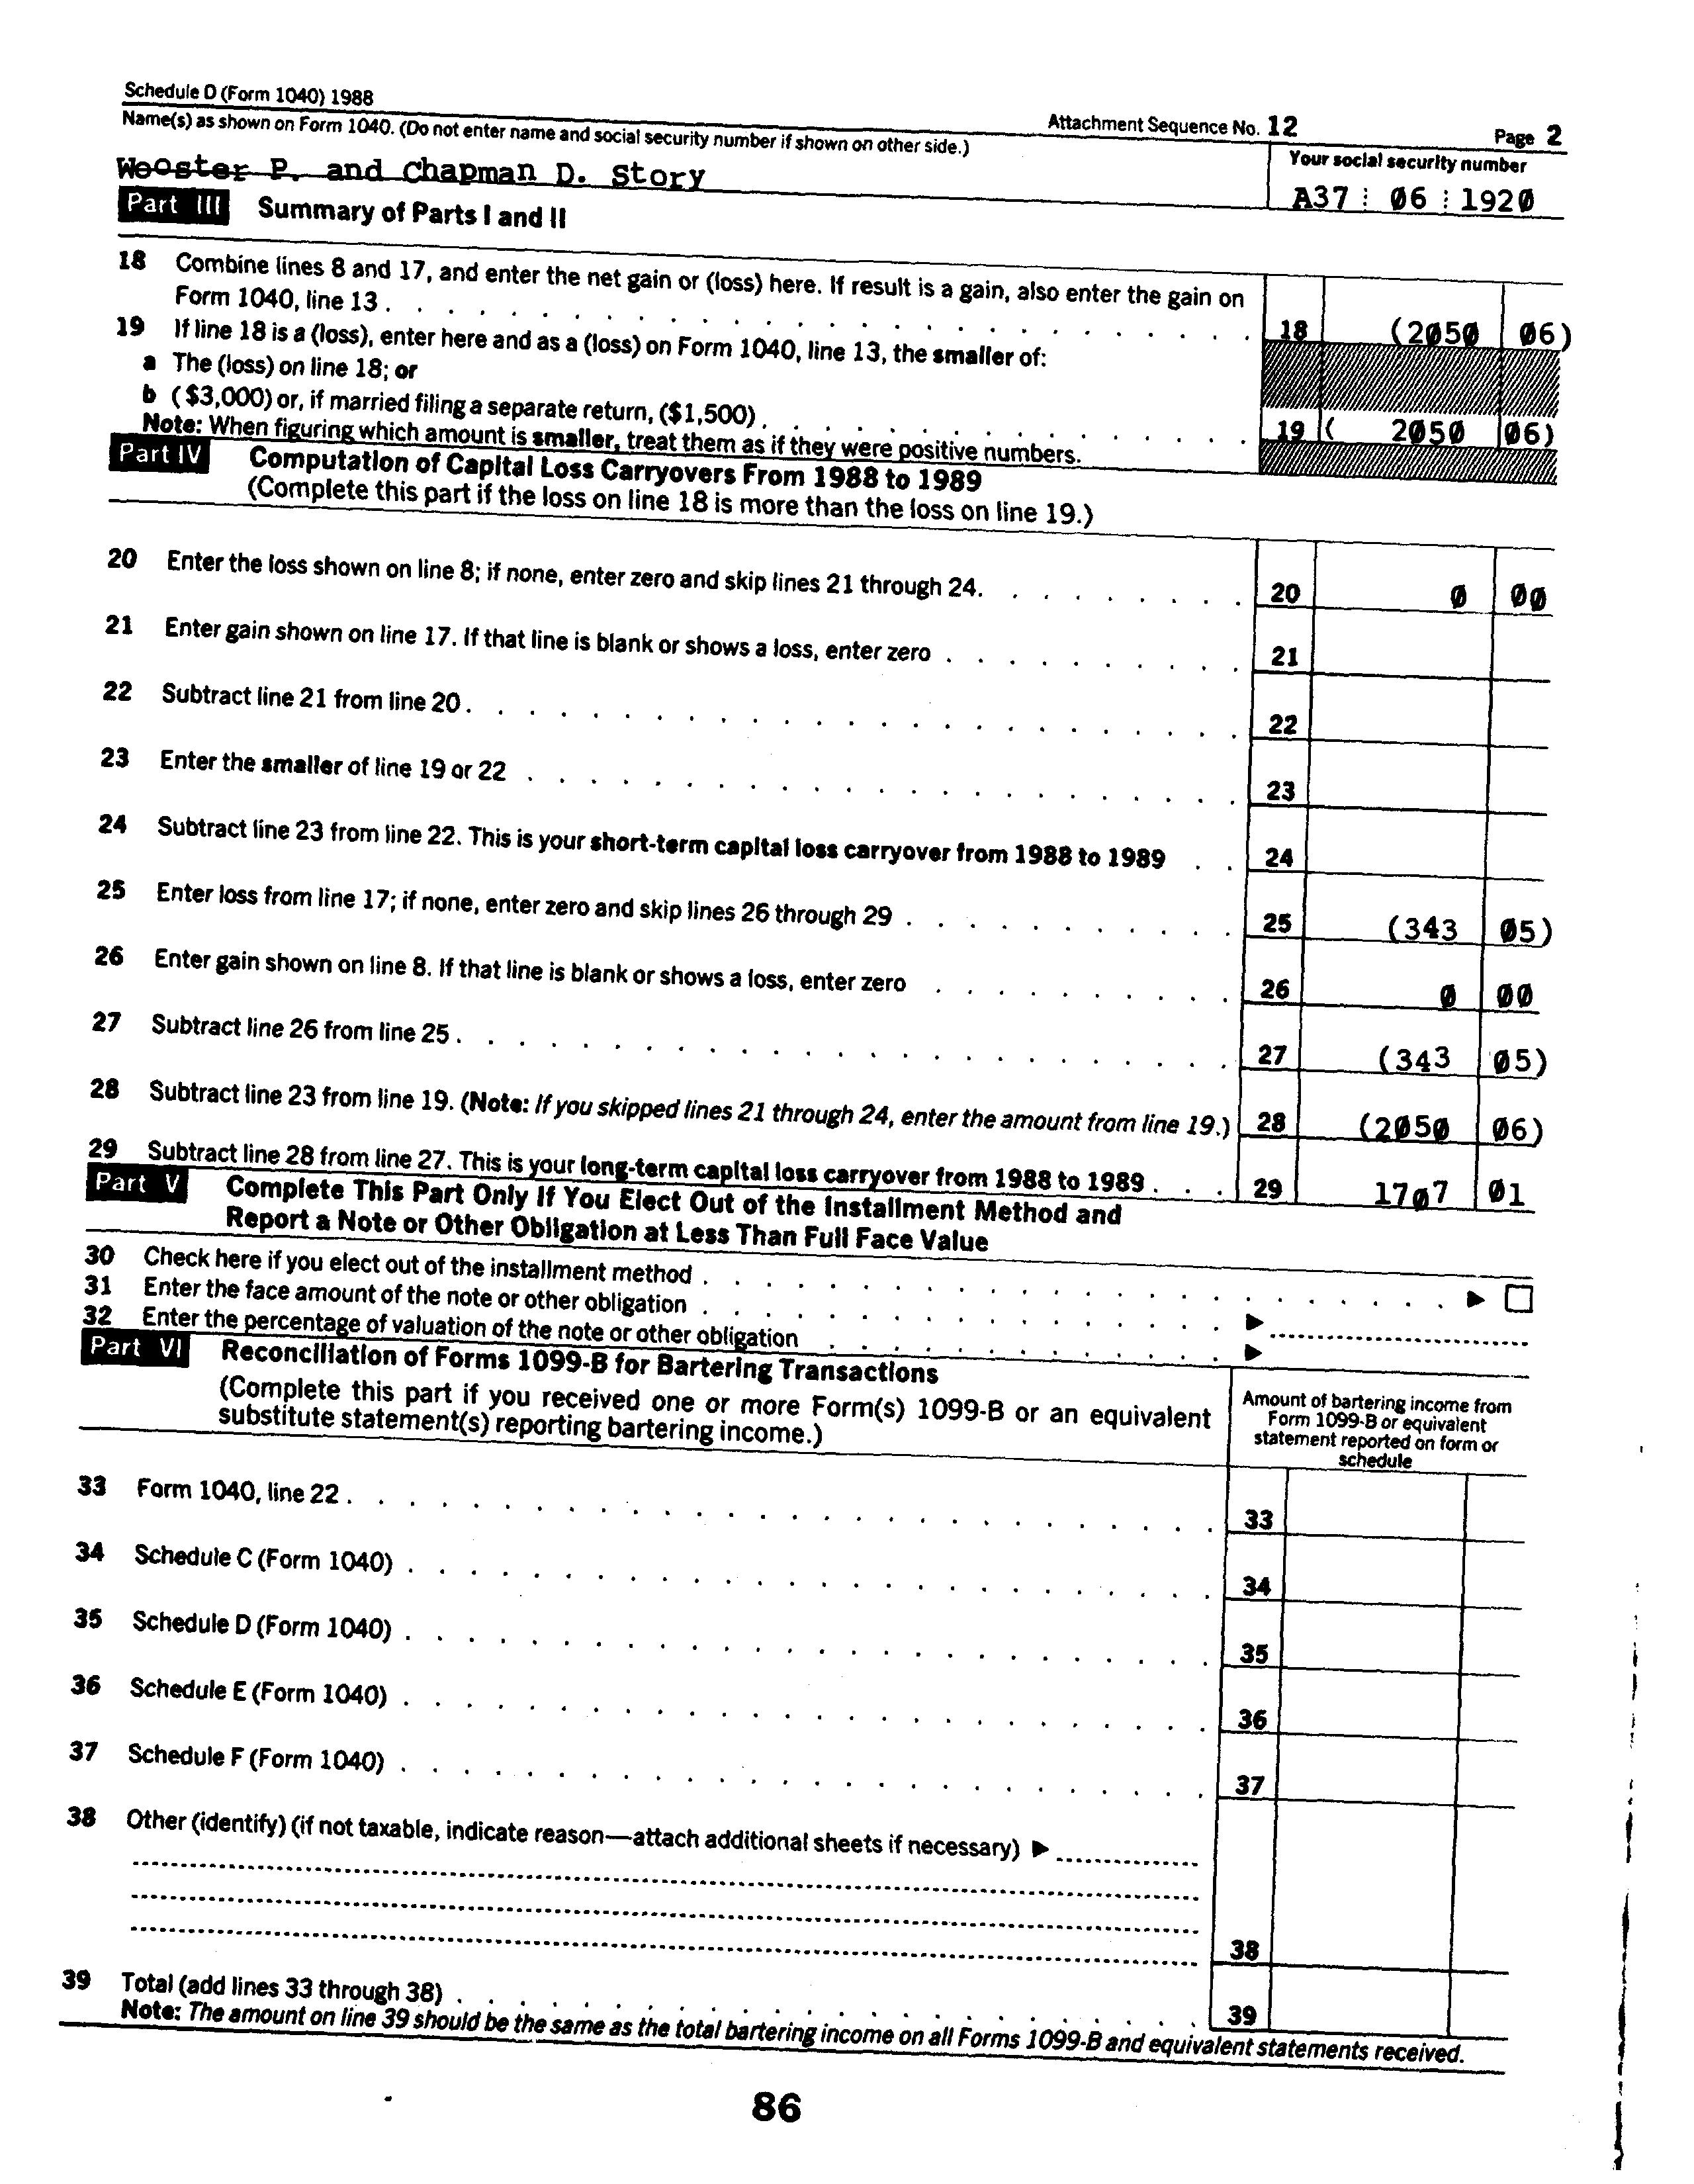 Schedule D (Form 1040) 1988
Attachment Sequence No. 12
Page 2
Name(s) as shown on Form 1040. (Do not enter name and social security number if shown on other side.)
Your social security number
Wooster P. and Chapman D. Story
A37 06 1920
Part III Summary of Parts I and II
18 Combine lines 8 and 17, and enter the net gain or (loss) here. If result is a gain, also enter the gain on
Form 1040, line 13 . . . . 18 (2050 06)
19 If line 18 is a (loss), enter here and as a (loss) on Form 1040, line 13, the smaller of:
a The (loss) on line 18; or
b ($3,000) or, if married filing a separate return, ($1,500) . . . . 19 ( 2050 06)
Note: When figuring which amount is smaller, treat them as if they were positive numbers.
Part IV Computation of Capital Loss Carryovers From 1988 to 1989
(Complete this part if the loss on line 18 is more than the loss on line 19.)
20 Enter the loss shown on line 8; if none, enter zero and skip lines 21 through 24. . . . . 20 0 00
21 Enter gain shown on line 17. If that line is blank or shows a loss, enter zero . . . . 21
22 Subtract line 21 from line 20 . . . . 22
23 Enter the smaller of line 19 or 22 . . . . 23
24 Subtract line 23 from line 22. This is your short-term capital loss carryover from 1988 to 1989 . . 24
25 Enter loss from line 17; if none, enter zero and skip lines 26 through 29 . . . . 25 (343 05)
26 Enter gain shown on line 8. If that line is blank or shows a loss, enter zero . . . . 26 0 00
27 Subtract line 26 from line 25 . . . . 27 (343 05)
28 Subtract line 23 from line 19. (Note: If you skipped lines 21 through 24, enter the amount from line 19.) 28 (2050 06)
29 Subtract line 28 from line 27. This is your long-term capital loss carryover from 1988 to 1989 . . . 29 1707 01
Part V Complete This Part Only If You Elect Out of the Installment Method and
Report a Note or Other Obligation at Less Than Full Face Value
30 Check here if you elect out of the installment method . . . . ▶ ☐
31 Enter the face amount of the note or other obligation . . . . ▶
32 Enter the percentage of valuation of the note or other obligation . . . . ▶
Part VI Reconciliation of Forms 1099-B for Bartering Transactions
(Complete this part if you received one or more Form(s) 1099-B or an equivalent
substitute statement(s) reporting bartering income.)
Amount of bartering income from
Form 1099-B or equivalent
statement reported on form or
schedule
33 Form 1040, line 22 . . . . 33
34 Schedule C (Form 1040) . . . . 34
35 Schedule D (Form 1040) . . . . 35
36 Schedule E (Form 1040) . . . . 36
37 Schedule F (Form 1040) . . . . 37
38 Other (identify) (if not taxable, indicate reason—attach additional sheets if necessary) ▶
38
39 Total (add lines 33 through 38) . . . . 39
Note: The amount on line 39 should be the same as the total bartering income on all Forms 1099-B and equivalent statements received.
86